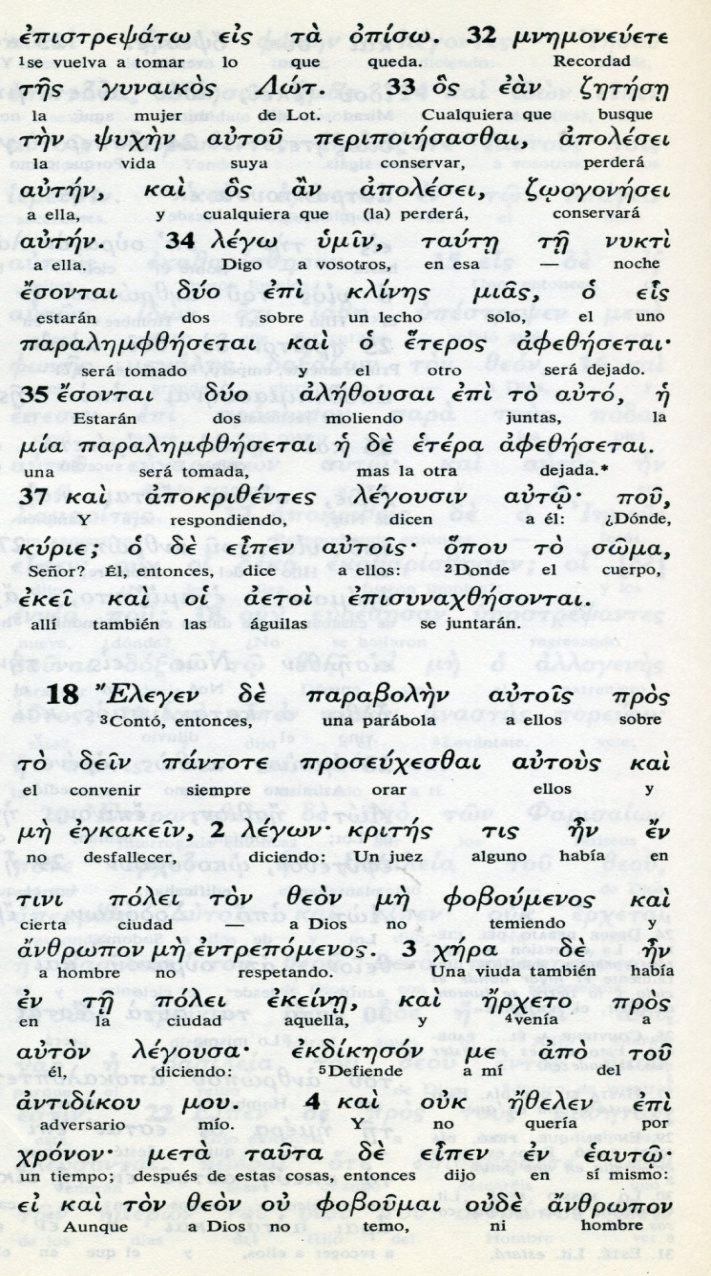 ἐπιστρεψάτω εἰς τὰ ὀπίσω. 32 μνημονεύετε
1se vuelva a tomar lo que queda. Recordad
τῆς γυναικὸς Λώτ. 33 ὃς ἐὰν ζητήσῃ
la mujer de Lot. Cualquiera que busque
τὴν ψυχὴν αὐτοῦ περιποιήσασθαι, ἀπολέσει
la vida suya conservar, perderá
αὐτήν, καὶ ὃς ἂν ἀπολέσει, ζῳογονήσει
a ella, y cualquiera que (la) perderá, conservará
αὐτήν. 34 λέγω ὑμῖν, ταύτῃ τῇ νυκτὶ
a ella, Digo a vosotros, en esa — noche
ἔσονται δύο ἐπὶ κλίνης μιᾶς, ὁ εἷς
estarán dos sobre un lecho solo, el uno
παραλημφθήσεται καὶ ὁ ἕτερος ἀφεθήσεται·
será tomado y el otro será dejado.
35 ἔσονται δύο ἀλήθουσαι ἐπὶ τὸ αὐτό, ἡ
Estarán dos moliendo juntas, la
μία παραλημφθήσεται ἡ δὲ ἑτέρα ἀφεθήσεται.
una será tomada, y la otra dejada.*
37 καὶ ἀποκριθέντες λέγουσιν αὐτῷ· ποῦ,
Y respondiendo, dicen a él: ¿Dónde,
κύριε; ὁ δὲ εἶπεν αὐτοῖς· ὅπου τὸ σῶμα,
Señor? Él, entonces, dice a ellos: 2Donde el cuerpo,
ἐκεῖ καὶ οἱ ἀετοὶ ἐπισυναχθήσονται.
allí también las águilas se juntarán.
18 Ἔλεγεν δὲ παραβολὴν αὐτοῖς πρὸς
3Contó, entonces, una parábola a ellos sobre
τὸ δεῖν πάντοτε προσεύχεσθαι αὐτοὺς καὶ
el convenir siempre orar ellos y
μὴ ἐγκακεῖν, 2 λέγων· κριτής τις ἦν ἐν
no desfallecer, diciendo: Un juez alguno había en
τινι πόλει τὸν θεὸν μὴ φοβούμενος καὶ
cierta ciudad — a Dios no temiendo y
ἄνθρωπον μὴ ἐντρεπόμενος. 3 χήρα δὲ ἦν
a hombre no respetando. Una viuda también había
ἐν τῇ πόλει ἐκείνῃ, καὶ ἤρχετο πρὸς
en la ciudad aquella, y 4venía a
αὐτὸν λέγουσα· ἐκδίκησόν με ἀπὸ τοῦ
él, diciendo: 5Defiende a mí del
ἀντιδίκου μου. 4 καὶ οὐκ ἤθελεν ἐπὶ
adversario mío. Y no quería por
χρόνον· μετὰ ταῦτα δὲ εἶπεν ἐν ἑαυτῷ·
un tiempo; después de estas cosas, entonces dijo en sí mismo:
εἰ καὶ τὸν θεὸν οὐ φοβοῦμαι οὐδὲ ἄνθρωπον
Aunque a Dios no temo, ni hombre